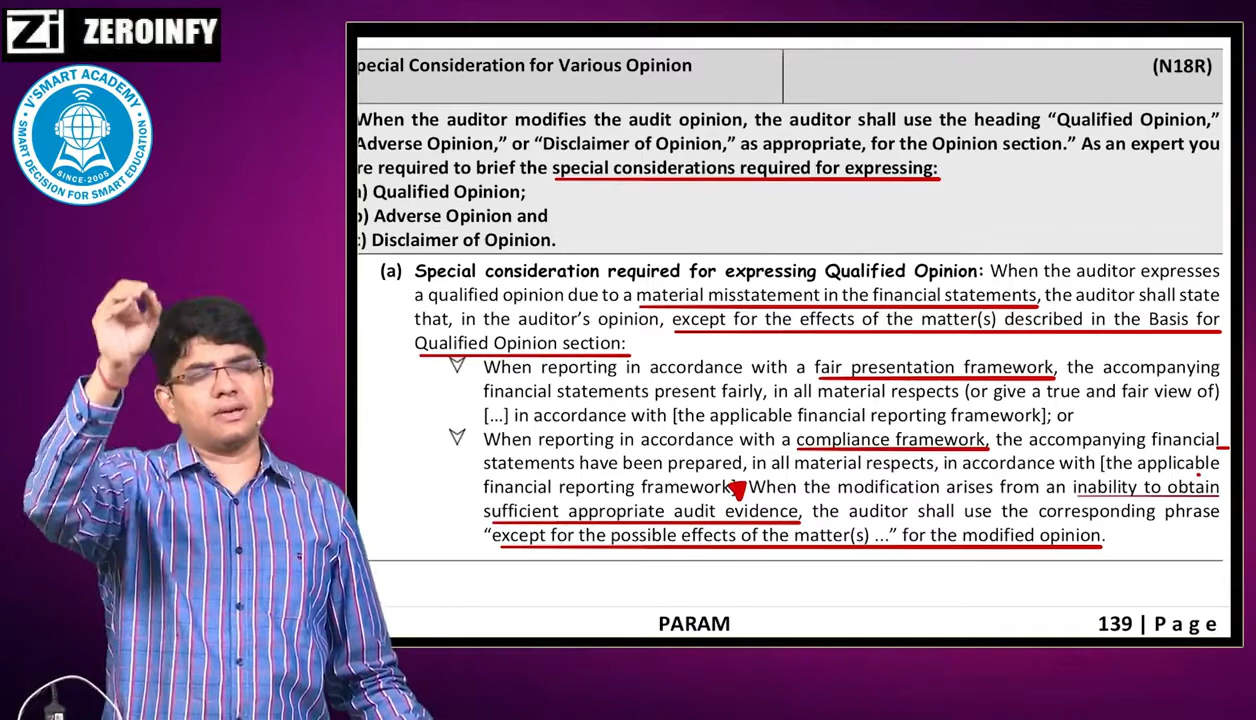 Zi ZEROINFY
V'SMART ACADEMY
SINCE-2005
SMART DECISION FOR SMART EDUCATION
pecial Consideration for Various Opinion (N18R)
When the auditor modifies the audit opinion, the auditor shall use the heading “Qualified Opinion,”
Adverse Opinion,” or “Disclaimer of Opinion,” as appropriate, for the Opinion section.” As an expert you
re required to brief the special considerations required for expressing:
a) Qualified Opinion;
b) Adverse Opinion and
c) Disclaimer of Opinion.
(a) Special consideration required for expressing Qualified Opinion: When the auditor expresses
a qualified opinion due to a material misstatement in the financial statements, the auditor shall state
that, in the auditor’s opinion, except for the effects of the matter(s) described in the Basis for
Qualified Opinion section:
When reporting in accordance with a fair presentation framework, the accompanying
financial statements present fairly, in all material respects (or give a true and fair view of)
[…] in accordance with [the applicable financial reporting framework]; or
When reporting in accordance with a compliance framework, the accompanying financial
statements have been prepared, in all material respects, in accordance with [the applicable
financial reporting framework]. When the modification arises from an inability to obtain
sufficient appropriate audit evidence, the auditor shall use the corresponding phrase
“except for the possible effects of the matter(s) ...” for the modified opinion.
PARAM 139 | P a g e